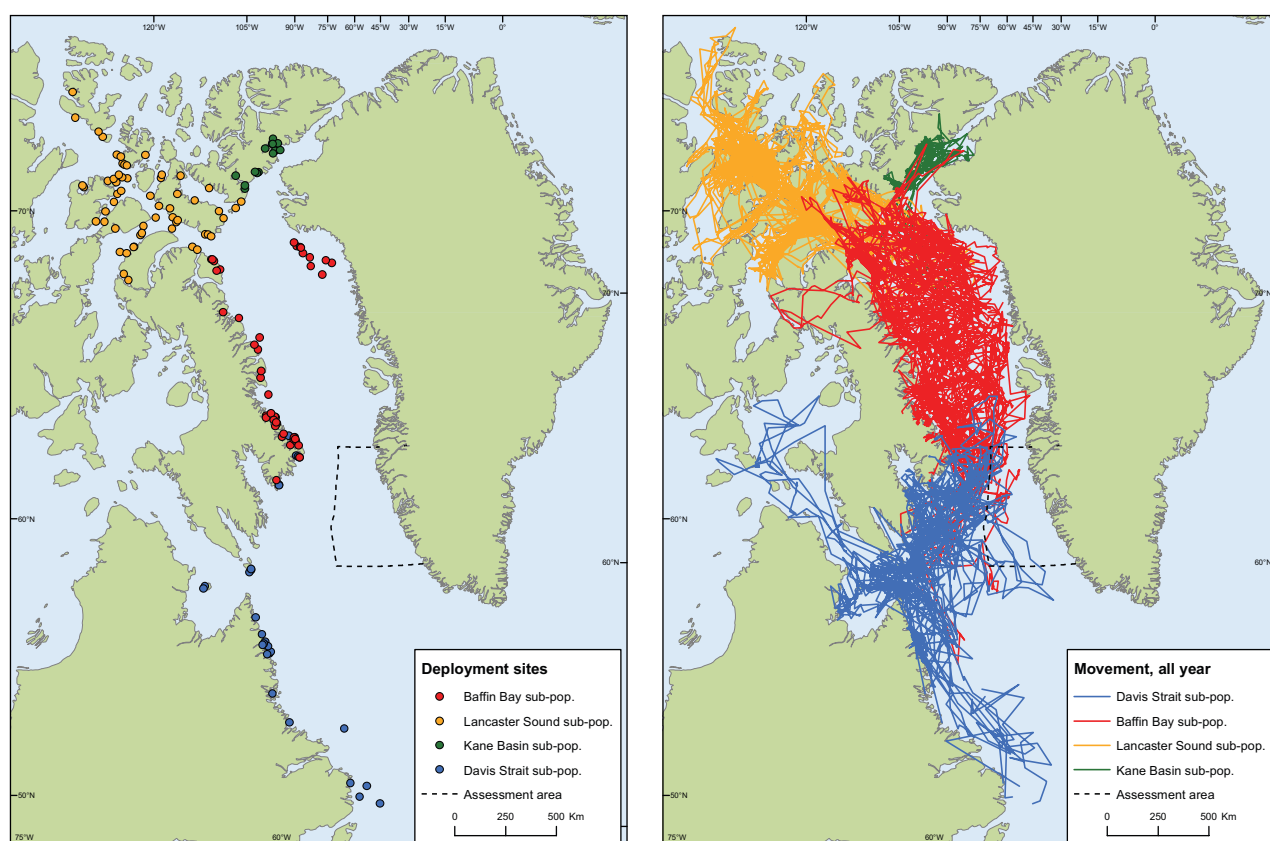 120°W 105°W 90°W 75°W 60°W 45°W 30°W 15°W 0°W
70°N
70°N
60°N
60°N
50°N
75°W 60°W
Deployment sites
Baffin Bay sub-pop.
Lancaster Sound sub-pop.
Kane Basin sub-pop.
Davis Strait sub-pop.
Assessment area
0 250 500 Km
120°W 105°W 90°W 75°W 60°W 45°W 30°W 15°W 0°W
70°N
70°N
60°N
60°N
50°N
75°W 60°W
Movement, all year
Davis Strait sub-pop.
Baffin Bay sub-pop.
Lancaster Sound sub-pop.
Kane Basin sub-pop.
Assessment area
0 250 500 Km